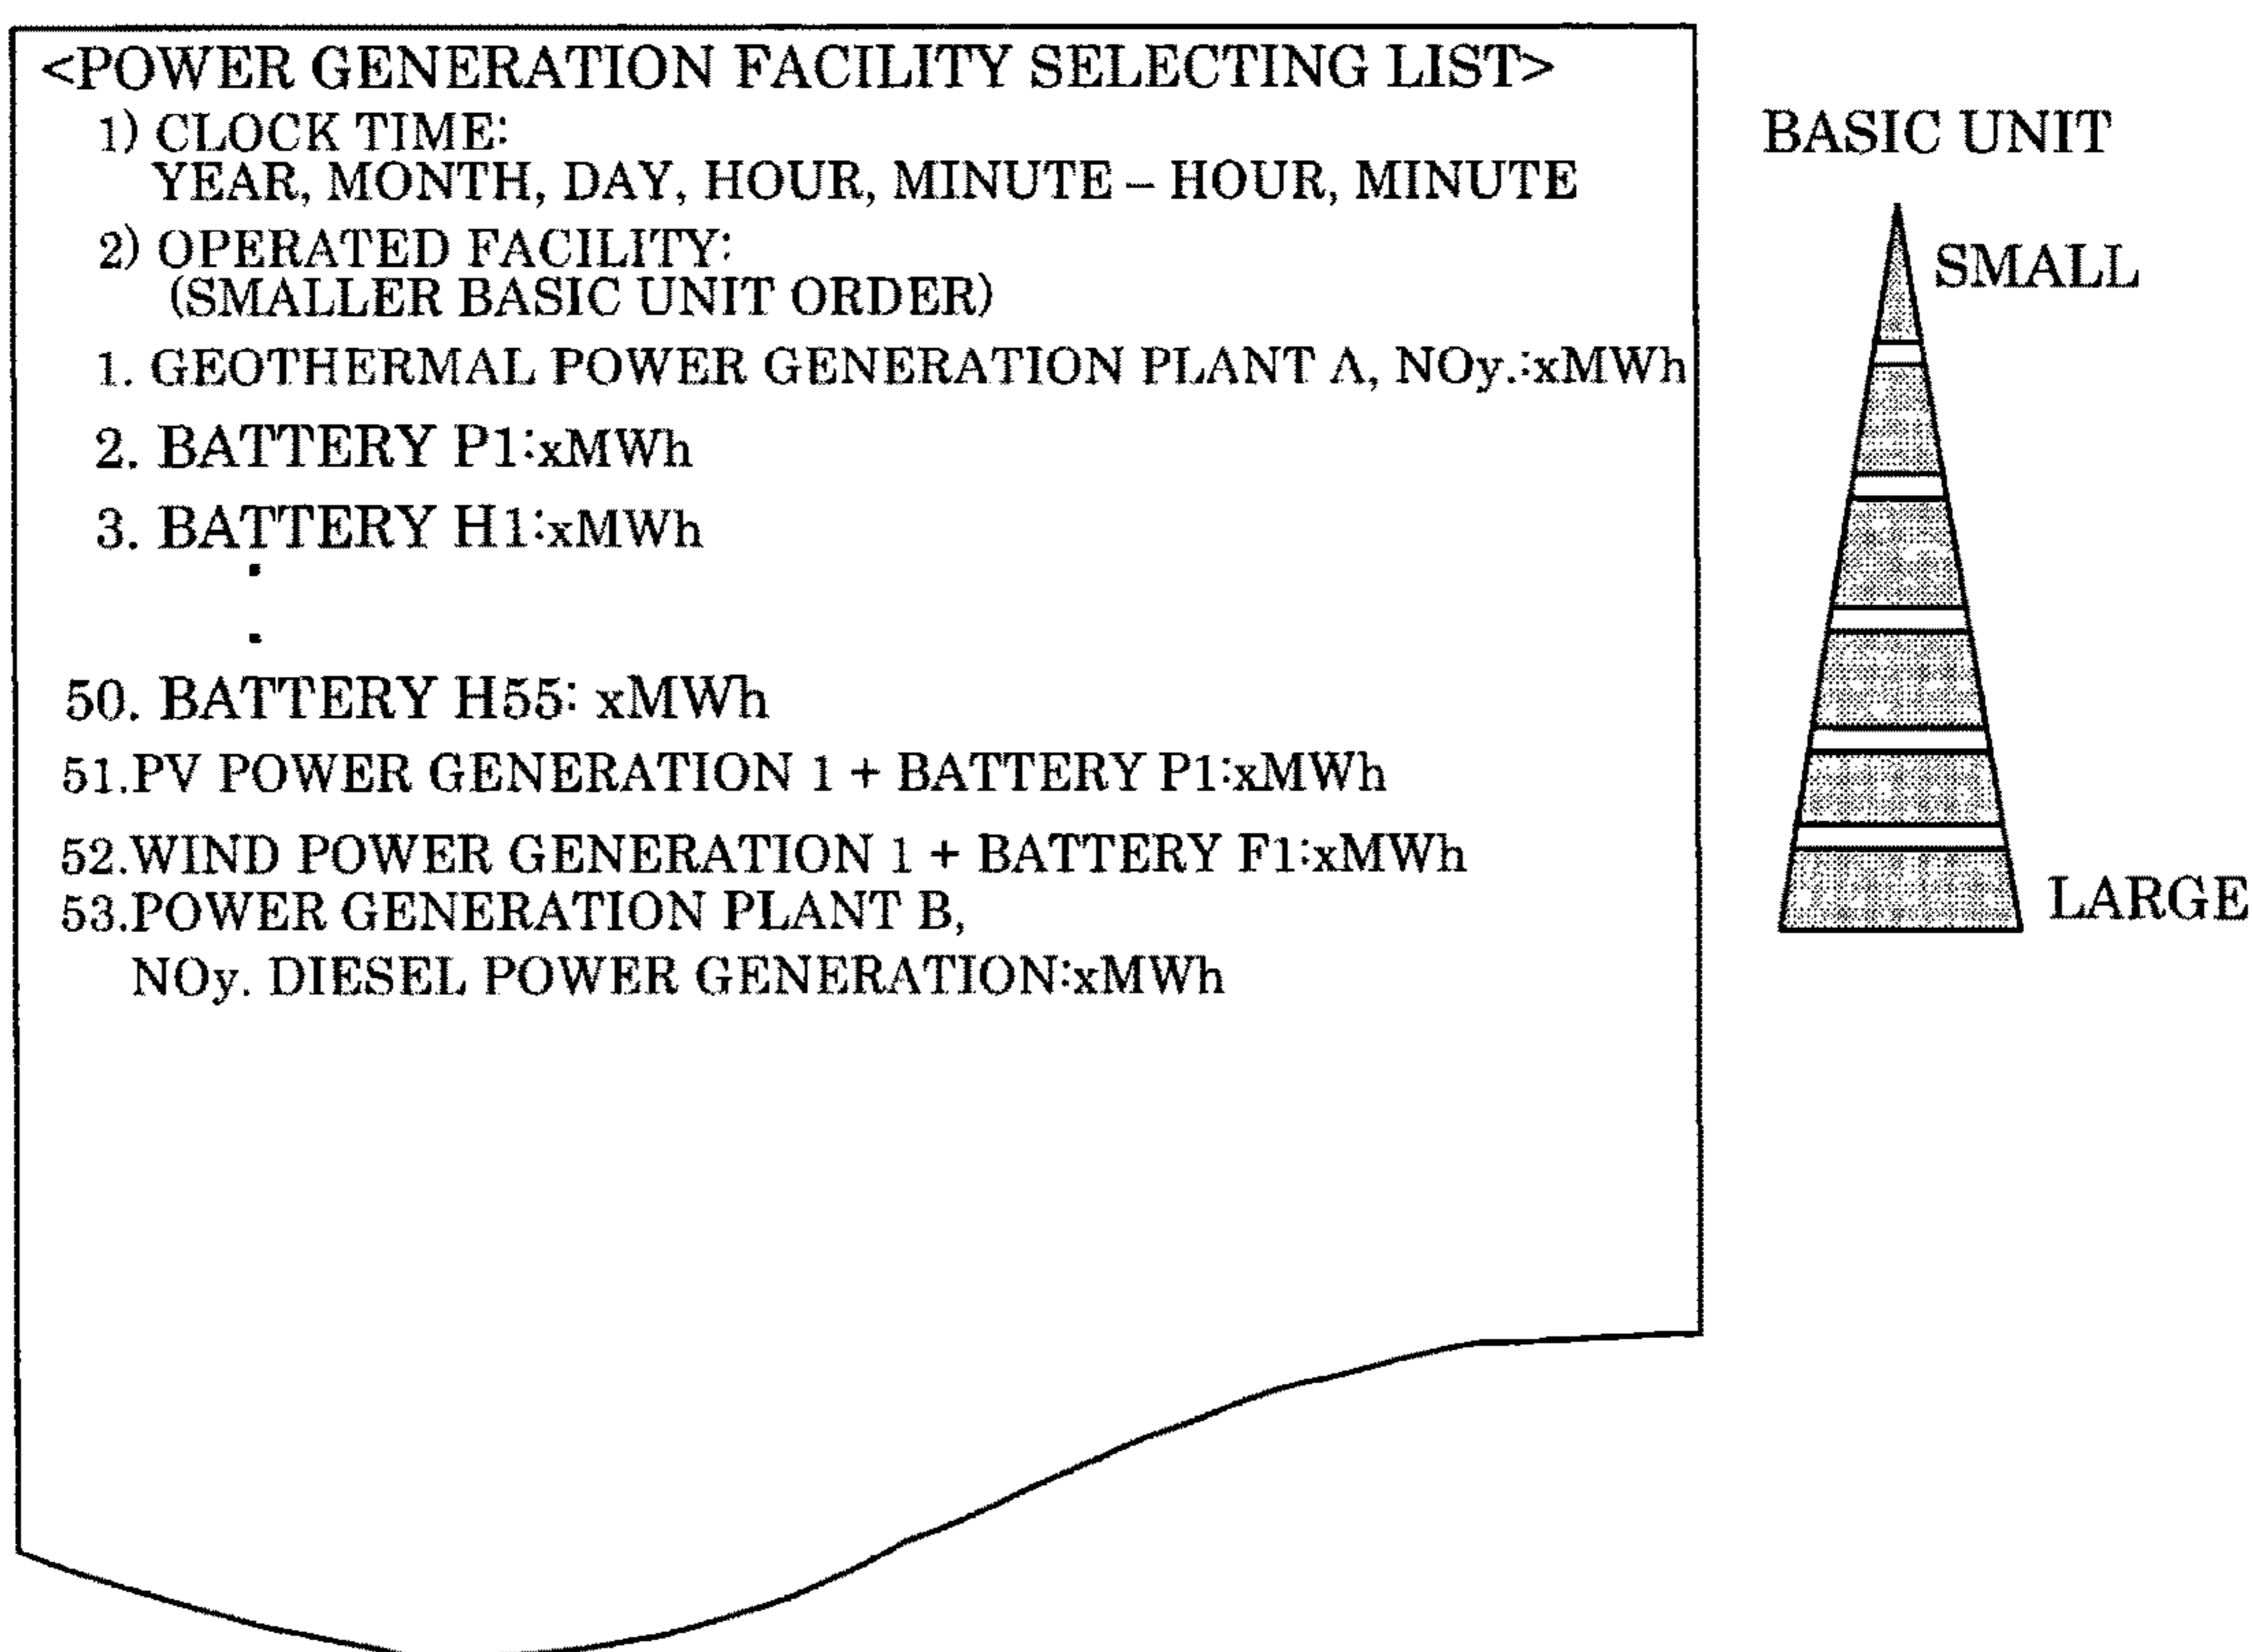 <POWER GENERATION FACILITY SELECTING LIST>
1) CLOCK TIME:
YEAR, MONTH, DAY, HOUR, MINUTE – HOUR, MINUTE
2) OPERATED FACILITY:
(SMALLER BASIC UNIT ORDER)
1. GEOTHERMAL POWER GENERATION PLANT A, NOy.:xMWh
2. BATTERY P1:xMWh
3. BATTERY H1:xMWh
50. BATTERY H55: xMWh
51.PV POWER GENERATION 1 + BATTERY P1:xMWh
52.WIND POWER GENERATION 1 + BATTERY F1:xMWh
53.POWER GENERATION PLANT B,
NOy. DIESEL POWER GENERATION:xMWh
BASIC UNIT
SMALL
LARGE